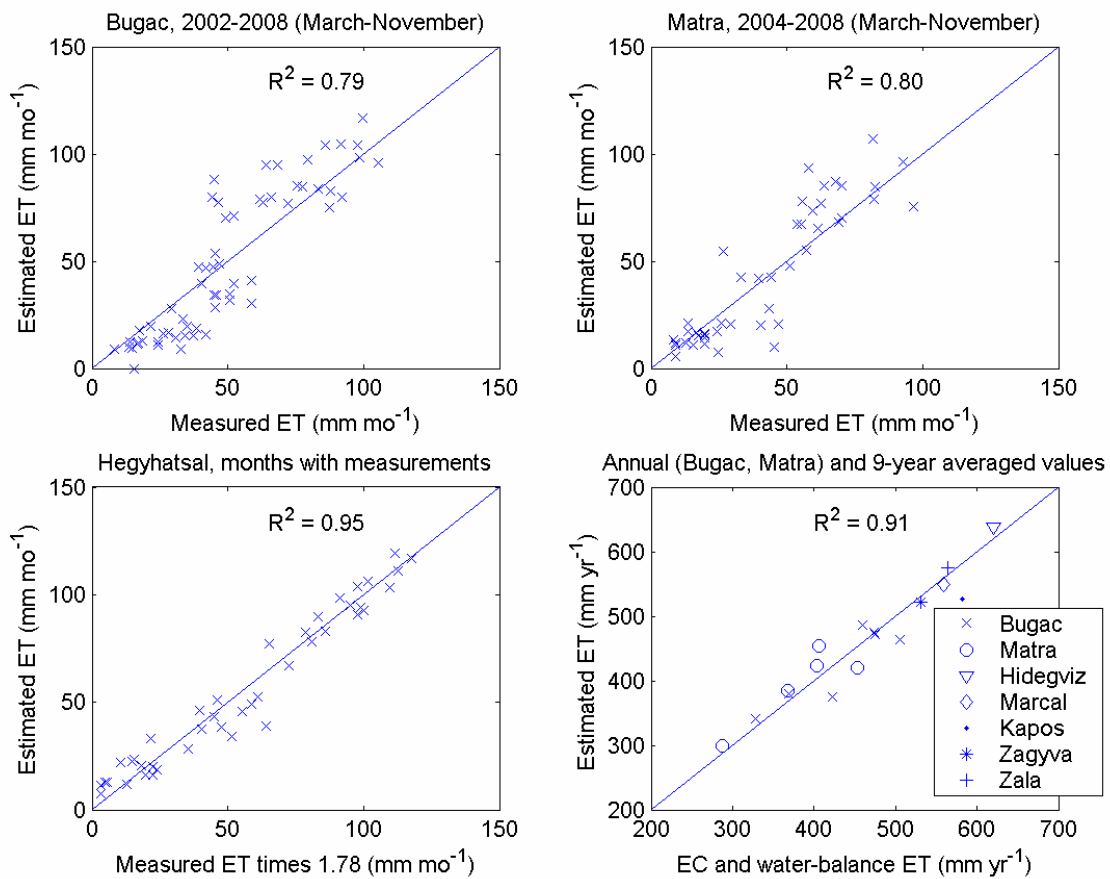 Bugac, 2002-2008 (March-November)
R² = 0.79
Estimated ET (mm mo⁻¹)
150
100
50
0
0 50 100 150
Measured ET (mm mo⁻¹)
Matra, 2004-2008 (March-November)
R² = 0.80
Estimated ET (mm mo⁻¹)
150
100
50
0
0 50 100 150
Measured ET (mm mo⁻¹)
Hegyhatsal, months with measurements
R² = 0.95
Estimated ET (mm mo⁻¹)
150
100
50
0
0 50 100 150
Measured ET times 1.78 (mm mo⁻¹)
Annual (Bugac, Matra) and 9-year averaged values
R² = 0.91
Estimated ET (mm yr⁻¹)
700
600
500
400
300
200
200 300 400 500 600 700
EC and water-balance ET (mm yr⁻¹)
Bugac
Matra
Hidegviz
Marcal
Kapos
Zagyva
Zala